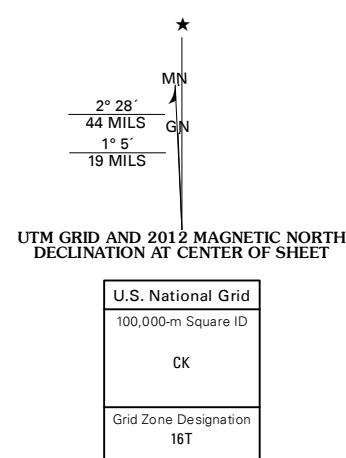 MN
2° 28´
44 MILS
GN
1° 5´
19 MILS
UTM GRID AND 2012 MAGNETIC NORTH
DECLINATION AT CENTER OF SHEET
U.S. National Grid
100,000-m Square ID
CK
Grid Zone Designation
16T